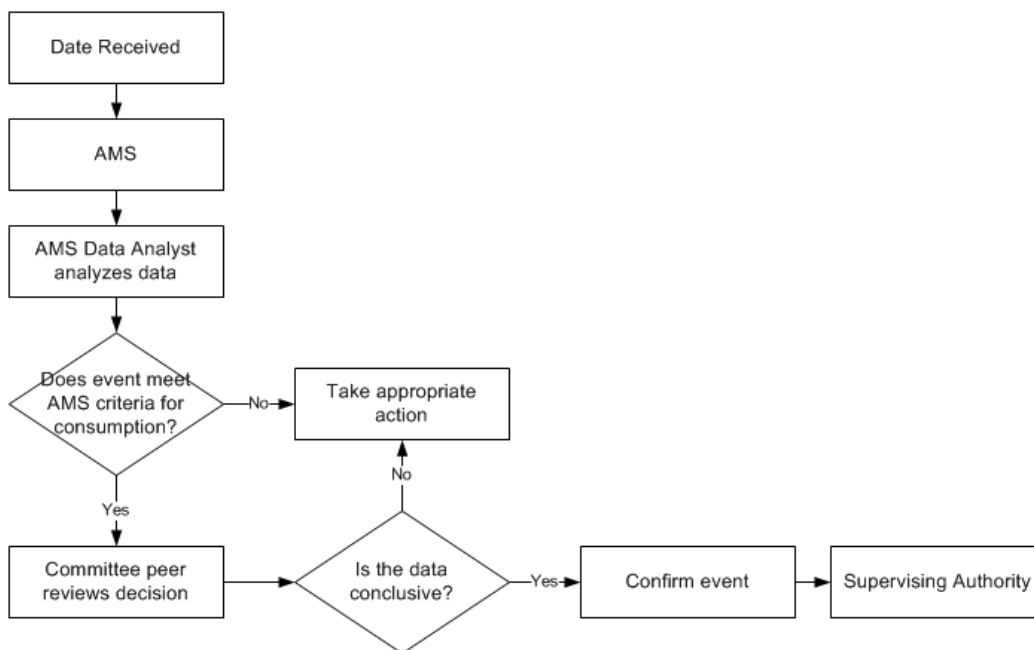 Date Received
AMS
AMS Data Analyst
analyzes data
Does event meet
AMS criteria for
consumption?
No
Take appropriate
action
No
Yes
Committee peer
reviews decision
Is the data
conclusive?
Yes
Confirm event
Supervising Authority